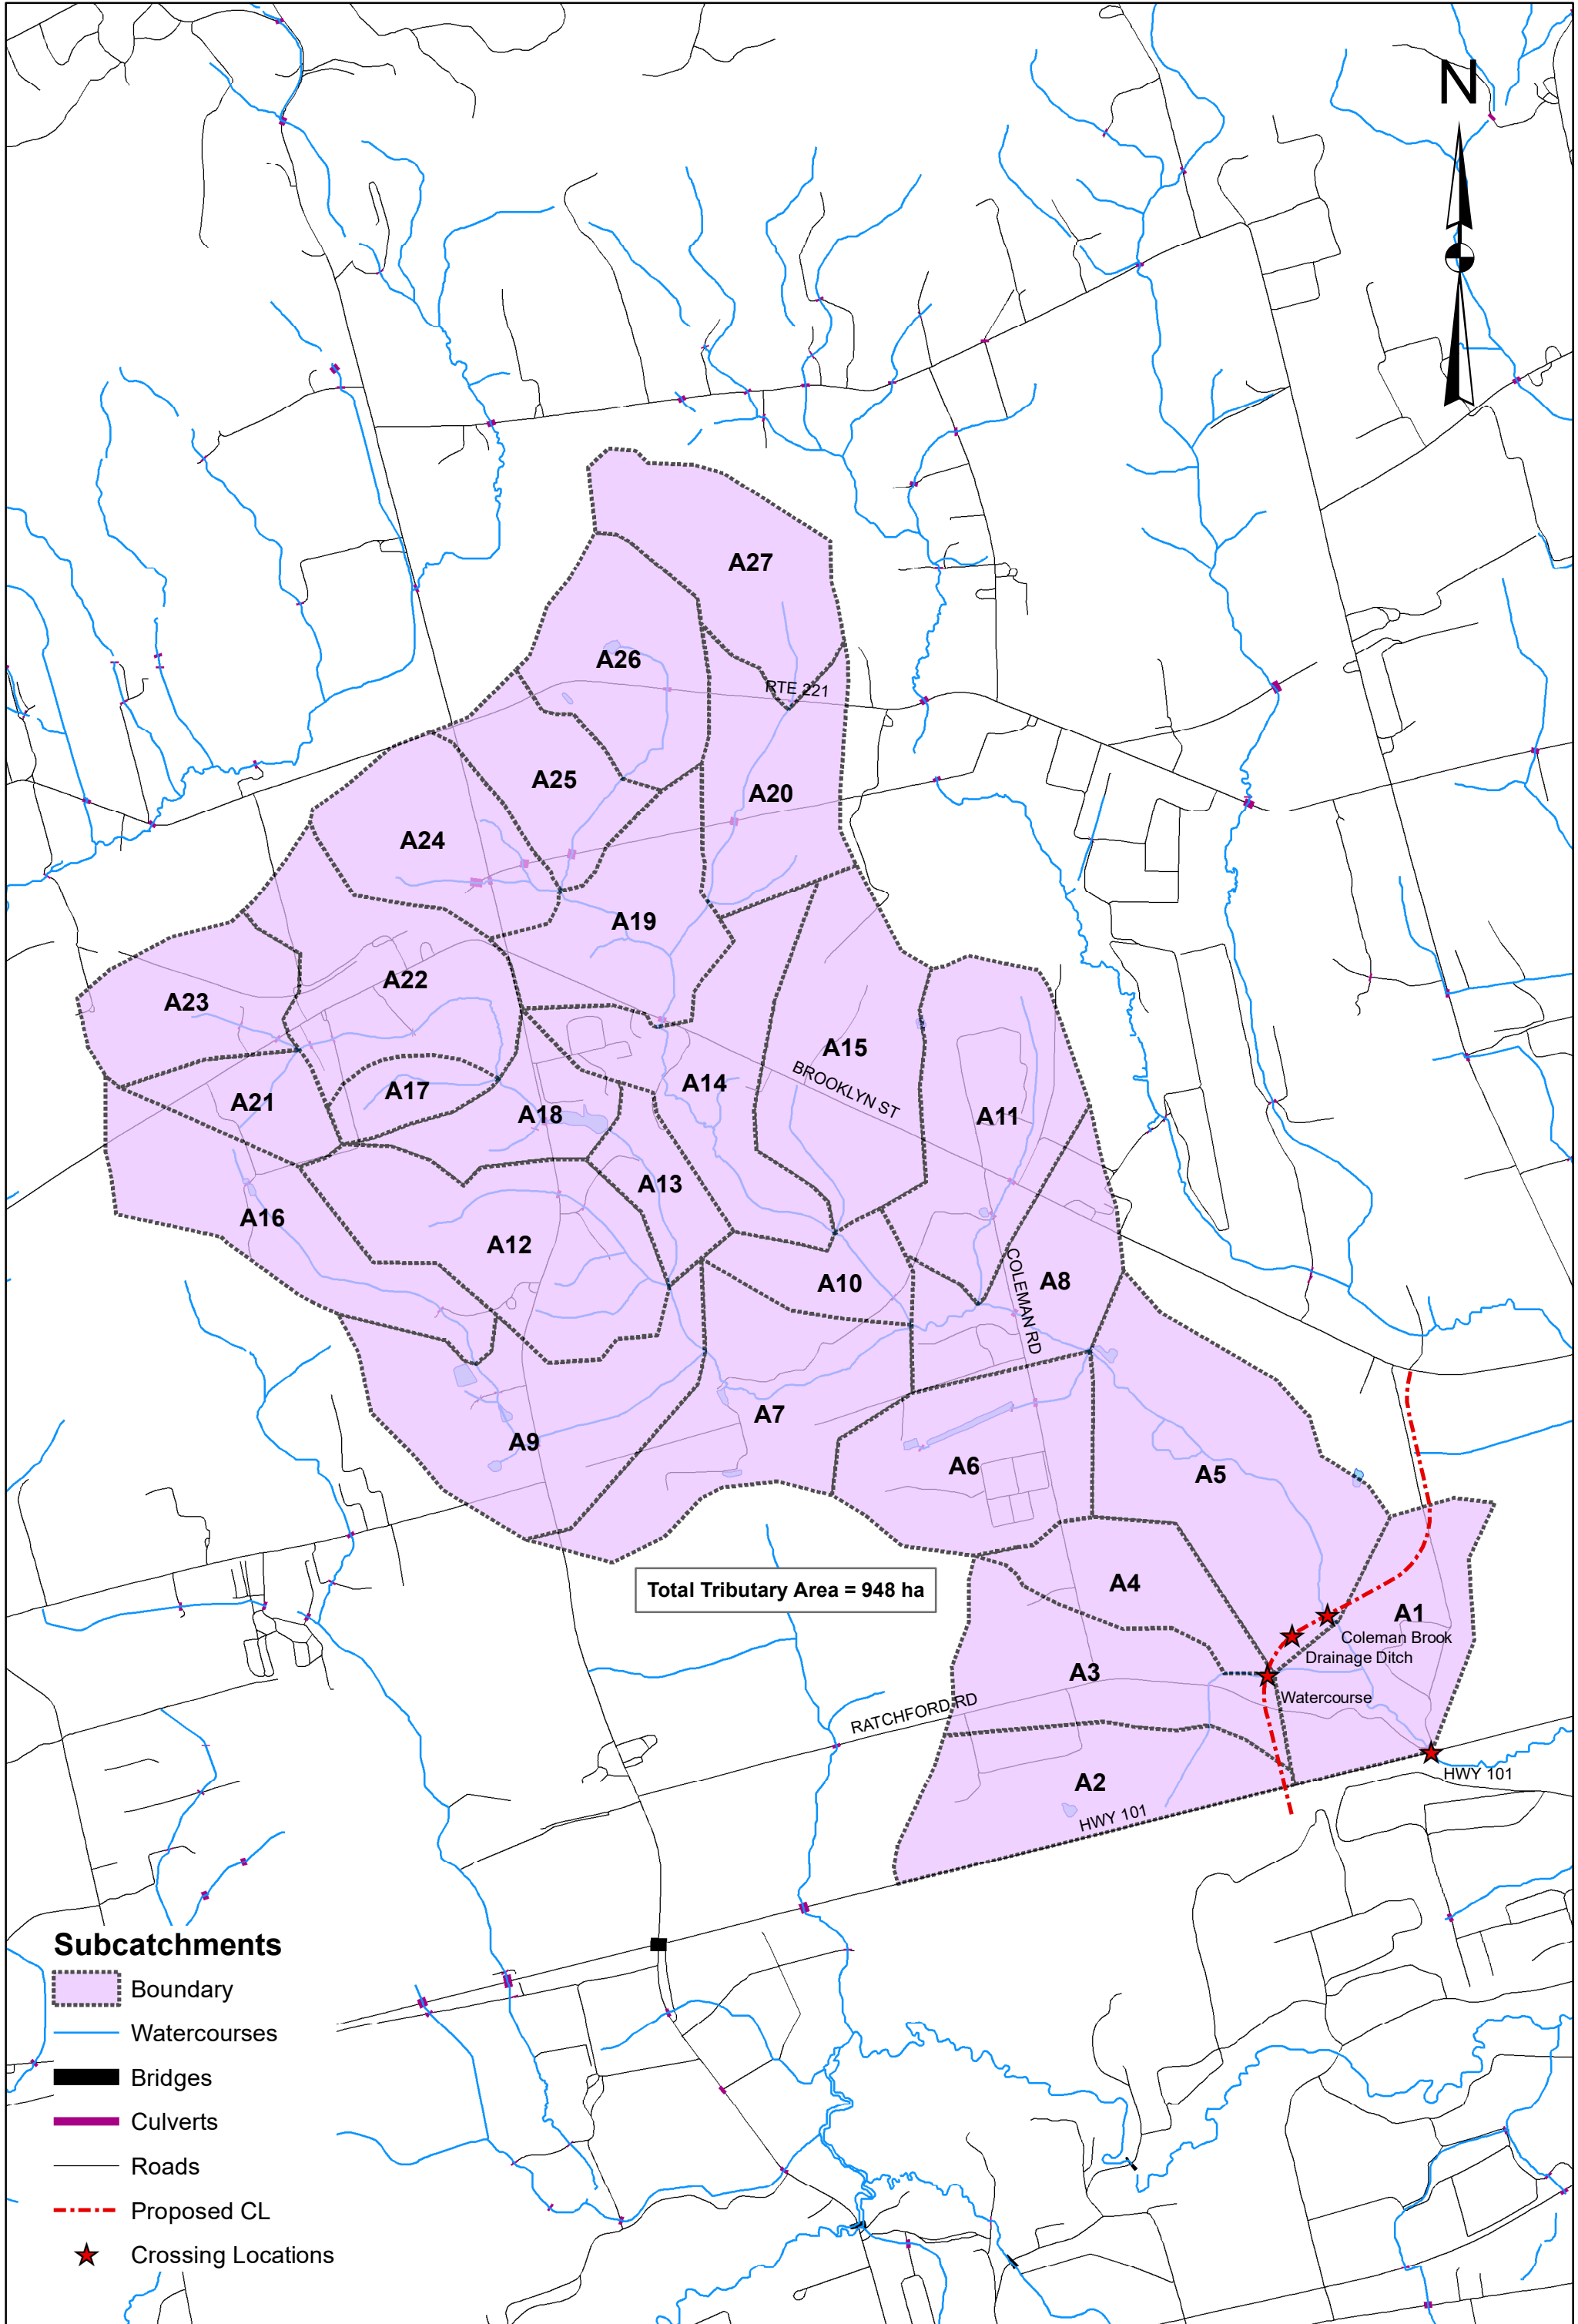 N
A27
A26
RTE 221
A25
A20
A24
A19
A22
A23
A15
A14
BROOKLYN ST
A17
A21
A18
A11
A13
A16
A12
A10
A8
COLEMAN RD
A7
A9
A6
A5
Total Tributary Area = 948 ha
A4
A1
Coleman Brook
Drainage Ditch
A3
Watercourse
RATCHFORD RD
HWY 101
A2
HWY 101
Subcatchments
Boundary
Watercourses
Bridges
Culverts
Roads
Proposed CL
Crossing Locations